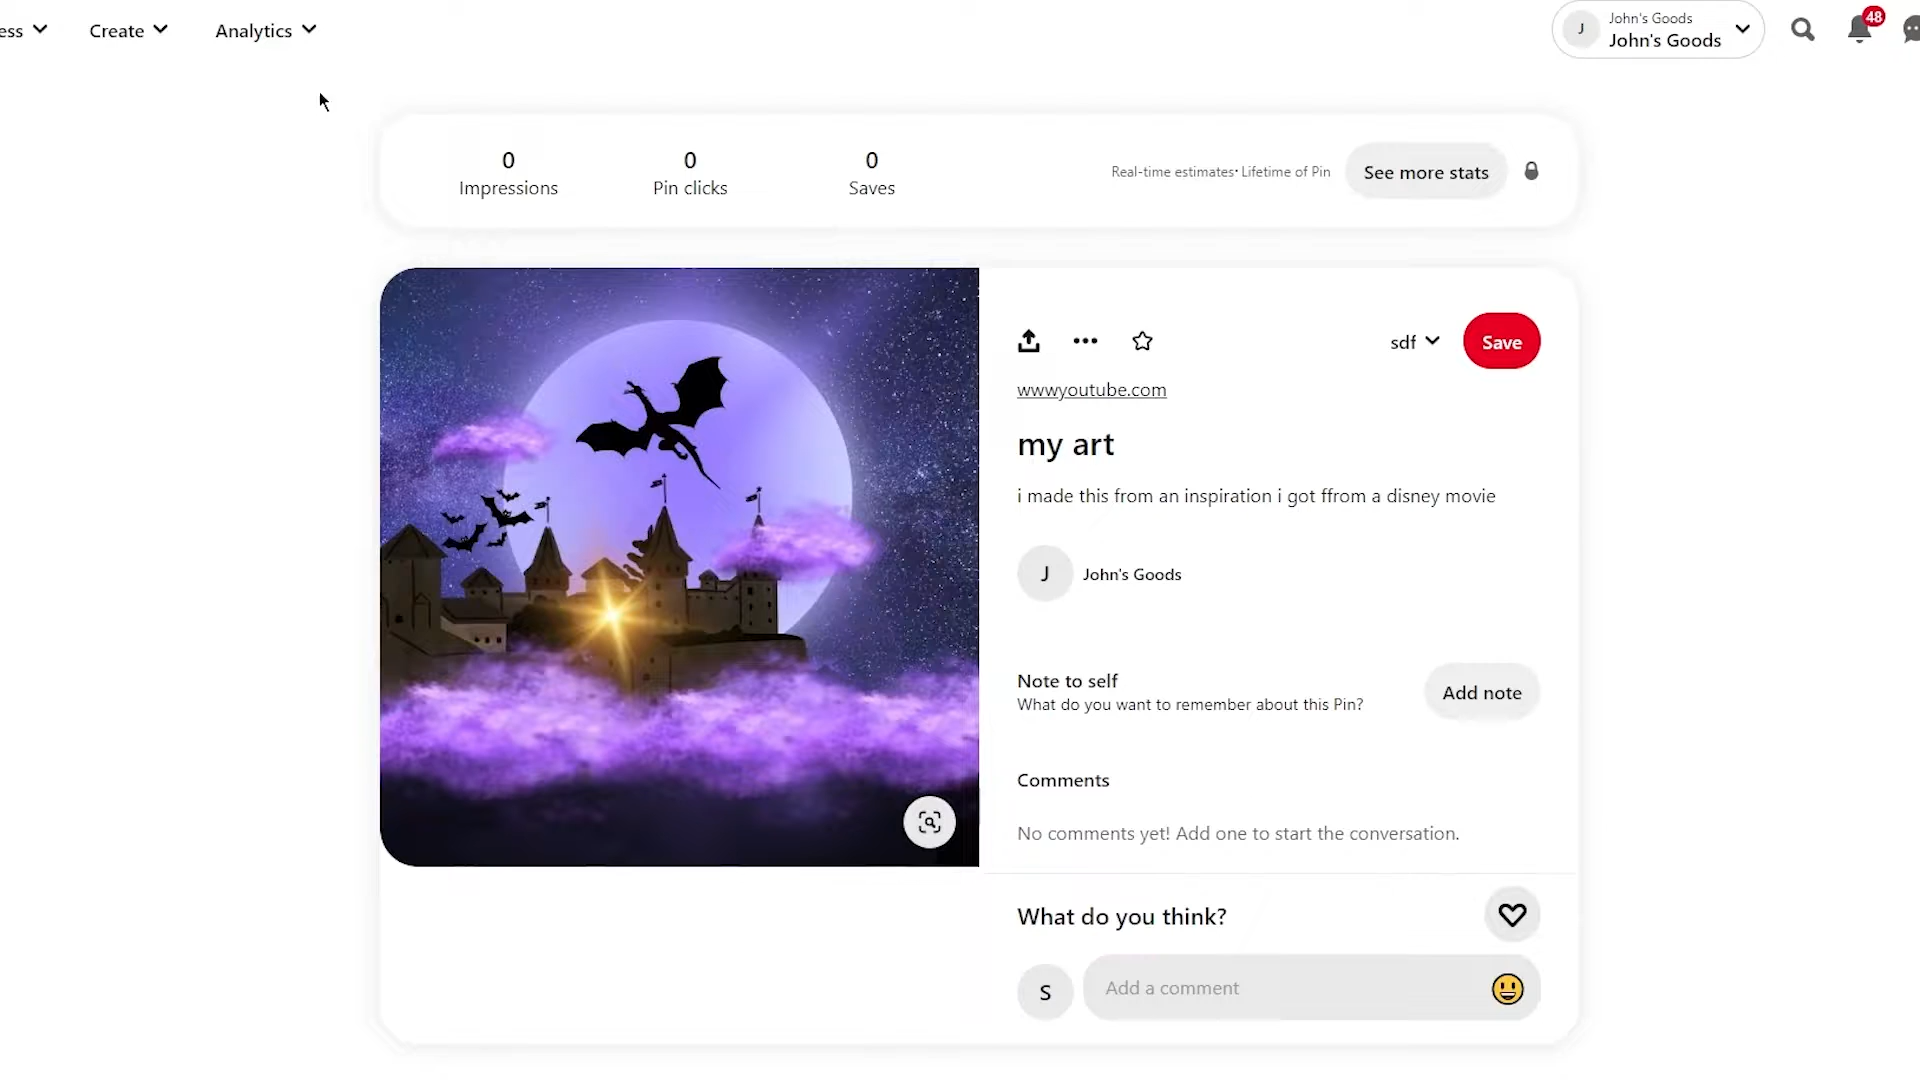 ess
Create
Analytics
J
John's Goods
John's Goods
48
0
Impressions
0
Pin clicks
0
Saves
Real-time estimates· Lifetime of Pin
See more stats
sdf
Save
wwwyoutube.com
my art
i made this from an inspiration i got ffrom a disney movie
J
John's Goods
Note to self
What do you want to remember about this Pin?
Add note
Comments
No comments yet! Add one to start the conversation.
What do you think?
S
Add a comment